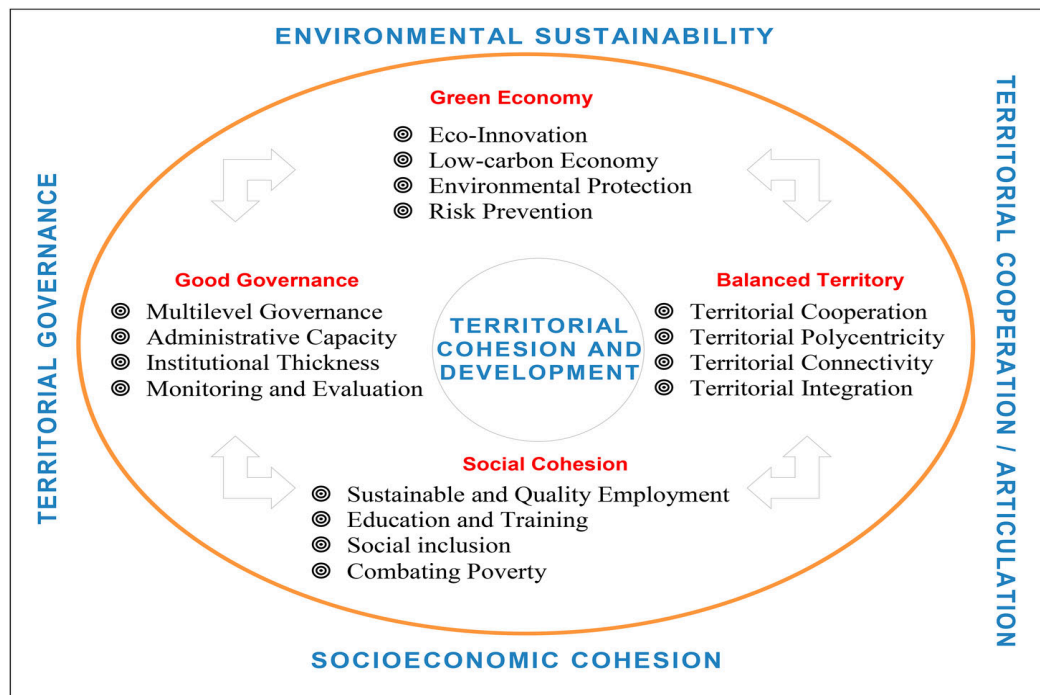 ENVIRONMENTAL SUSTAINABILITY
Green Economy
Eco-Innovation
Low-carbon Economy
Environmental Protection
Risk Prevention
TERRITORIAL GOVERNANCE
Good Governance
Multilevel Governance
Administrative Capacity
Institutional Thickness
Monitoring and Evaluation
TERRITORIAL
COHESION AND
DEVELOPMENT
Balanced Territory
Territorial Cooperation
Territorial Polycentricity
Territorial Connectivity
Territorial Integration
TERRITORIAL COOPERATION / ARTICULATION
Social Cohesion
Sustainable and Quality Employment
Education and Training
Social inclusion
Combating Poverty
SOCIOECONOMIC COHESION